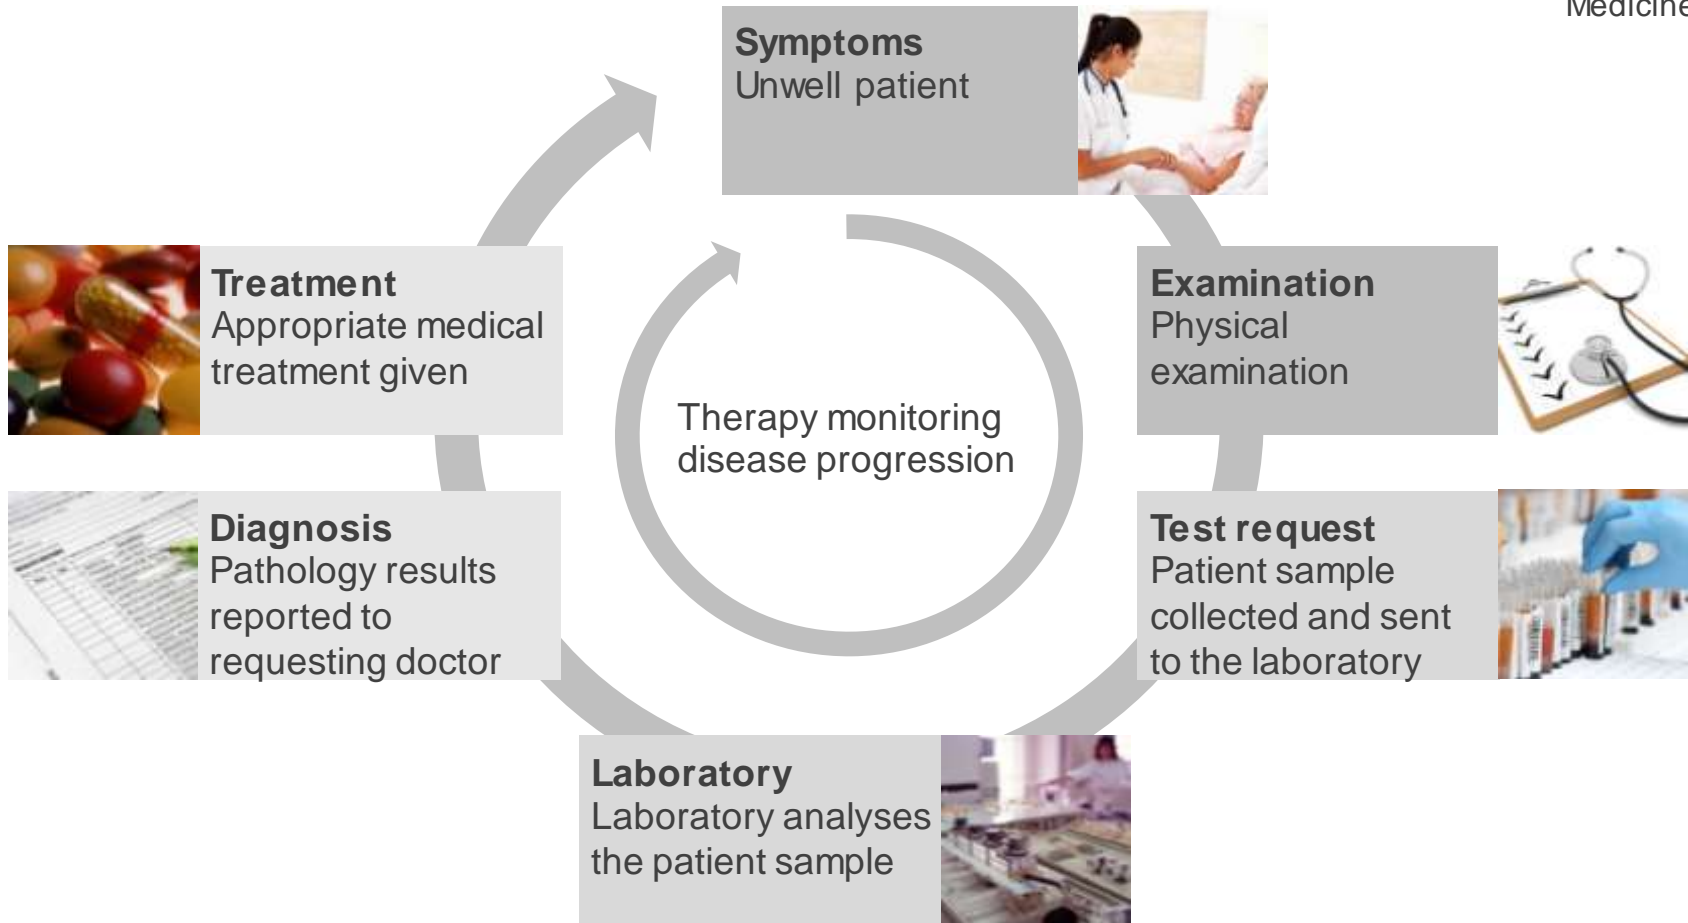 Medicine
Symptoms
Unwell patient
Examination
Physical
examination
Test request
Patient sample
collected and sent
to the laboratory
Laboratory
Laboratory analyses
the patient sample
Diagnosis
Pathology results
reported to
requesting doctor
Treatment
Appropriate medical
treatment given
Therapy monitoring
disease progression